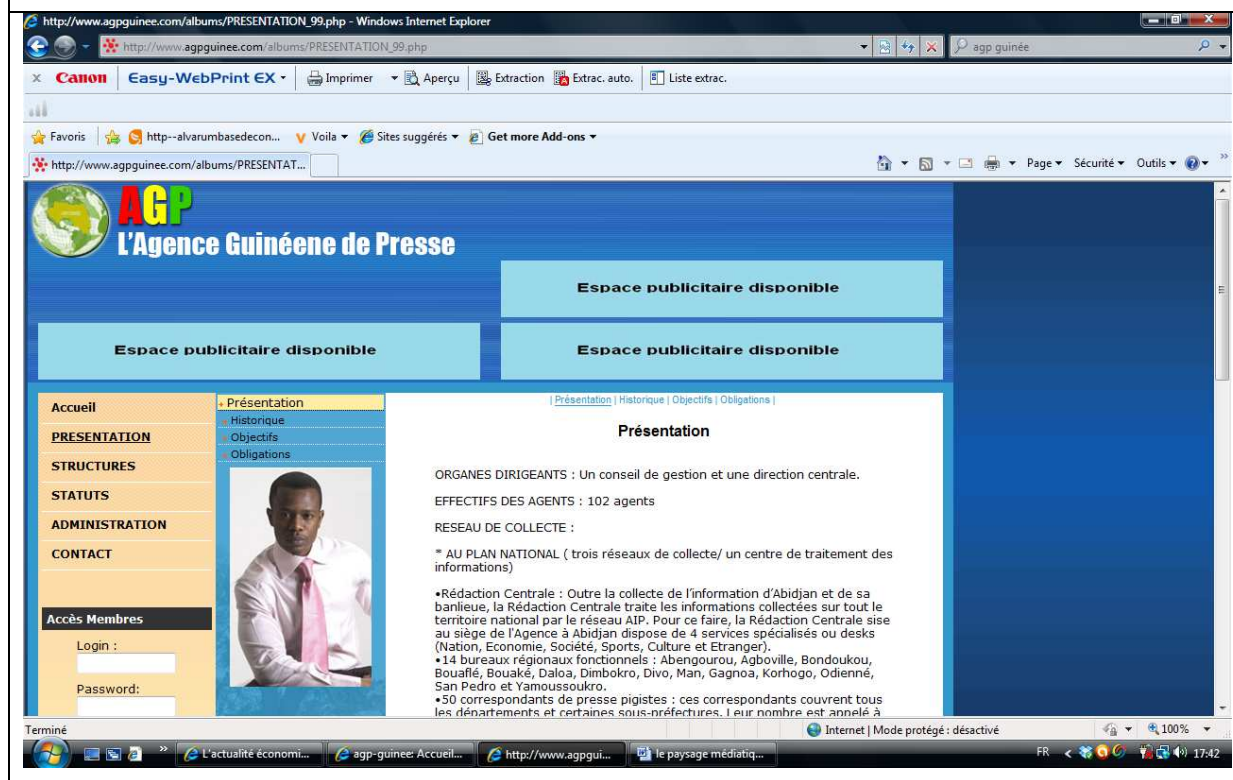 http://www.agpguinee.com/albums/PRESENTATION_99.php - Windows Internet Explorer
http://www.agpguinee.com/albums/PRESENTATION_99.php
agp guinée
x Canon Easy-WebPrint EX Imprimer Aperçu Extraction Extrac. auto. Liste extrac.
Favoris http--alvarumbasedecon... Voila Sites suggérés Get more Add-ons
http://www.agpguinee.com/albums/PRESENTAT... Page Sécurité Outils
AGP
L'Agence Guinéene de Presse
Espace publicitaire disponible
Espace publicitaire disponible
Espace publicitaire disponible
Accueil
PRESENTATION
STRUCTURES
STATUTS
ADMINISTRATION
CONTACT
Accès Membres
Login :
Password:
Présentation
Historique
Objectifs
Obligations
| Présentation | Historique | Objectifs | Obligations |
Présentation
ORGANES DIRIGEANTS : Un conseil de gestion et une direction centrale.
EFFECTIFS DES AGENTS : 102 agents
RESEAU DE COLLECTE :
* AU PLAN NATIONAL ( trois réseaux de collecte/ un centre de traitement des
informations)
•Rédaction Centrale : Outre la collecte de l'information d'Abidjan et de sa
banlieue, la Rédaction Centrale traite les informations collectées sur tout le
territoire national par le réseau AIP. Pour ce faire, la Rédaction Centrale sise
au siège de l'Agence à Abidjan dispose de 4 services spécialisés ou desks
(Nation, Economie, Société, Sports, Culture et Etranger).
•14 bureaux régionaux fonctionnels : Abengourou, Agboville, Bondoukou,
Bouaflé, Bouaké, Daloa, Dimbokro, Divo, Man, Gagnoa, Korhogo, Odienné,
San Pedro et Yamoussoukro.
•50 correspondants de presse pigistes : ces correspondants couvrent tous
les départements et certaines sous-préfectures. Leur nombre est appelé à
Terminé Internet | Mode protégé : désactivé 100%
L'actualité économi... agp-guinee: Accueil... http://www.agpgui... le paysage médiatiq... FR 17:42